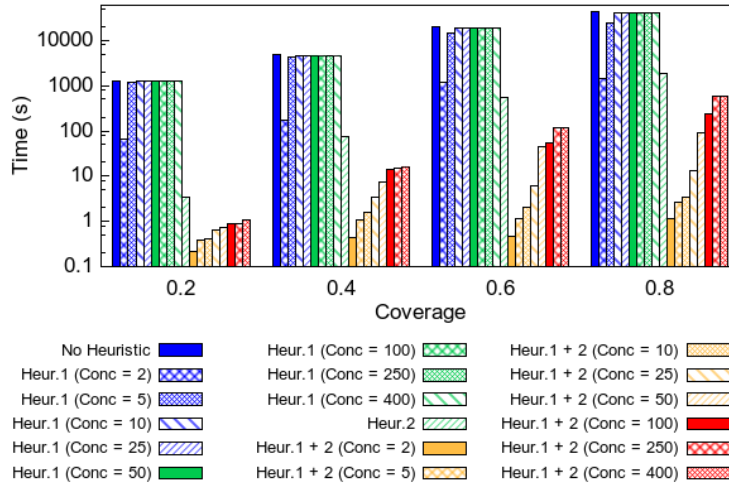 Time (s)
10000
1000
100
10
1
0.1
0.2 0.4 0.6 0.8
Coverage
No Heuristic
Heur.1 (Conc = 2)
Heur.1 (Conc = 5)
Heur.1 (Conc = 10)
Heur.1 (Conc = 25)
Heur.1 (Conc = 50)
Heur.1 (Conc = 100)
Heur.1 (Conc = 250)
Heur.1 (Conc = 400)
Heur.2
Heur.1 + 2 (Conc = 2)
Heur.1 + 2 (Conc = 5)
Heur.1 + 2 (Conc = 10)
Heur.1 + 2 (Conc = 25)
Heur.1 + 2 (Conc = 50)
Heur.1 + 2 (Conc = 100)
Heur.1 + 2 (Conc = 250)
Heur.1 + 2 (Conc = 400)